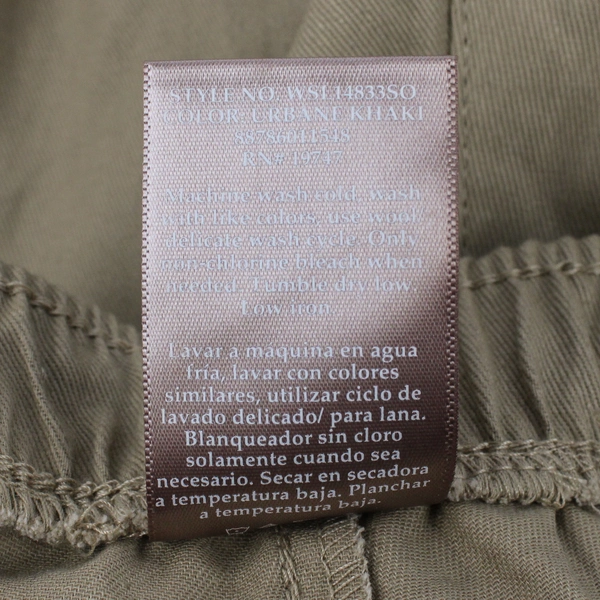 STYLE NO: WSL14833SO
COLOR: URBANE KHAKI
RN# 19747
Machine wash cold. Wash
with like colors, use wool/
delicate wash cycle. Only
non-chlorine bleach when
needed. Tumble dry low.
Low iron.
Lavar a maquina en agua
fria, lavar con colores
similares, utilizar ciclo de
lavado delicado/ para lana.
Blanqueador sin cloro
solamente cuando sea
necesario. Secar en secadora
a temperatura baja. Planchar
a temperatura baja.